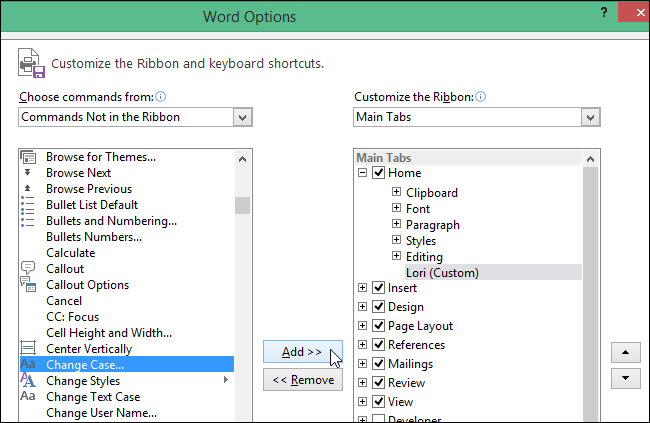 Word Options
? ×
Customize the Ribbon and keyboard shortcuts.
Choose commands from:
Commands Not in the Ribbon
Browse for Themes...
Browse Next
Browse Previous
Bullet List Default
Bullets and Numbering...
Bullets Numbers...
Calculate
Callout
Callout Options
Cancel
CC: Focus
Cell Height and Width...
Center Vertically
Aa Change Case...
Change Styles
Aa Change Text Case
Change User Name...
Add >>
<< Remove
Customize the Ribbon:
Main Tabs
Main Tabs
Home
Clipboard
Font
Paragraph
Styles
Editing
Lori (Custom)
Insert
Design
Page Layout
References
Mailings
Review
View
Developer